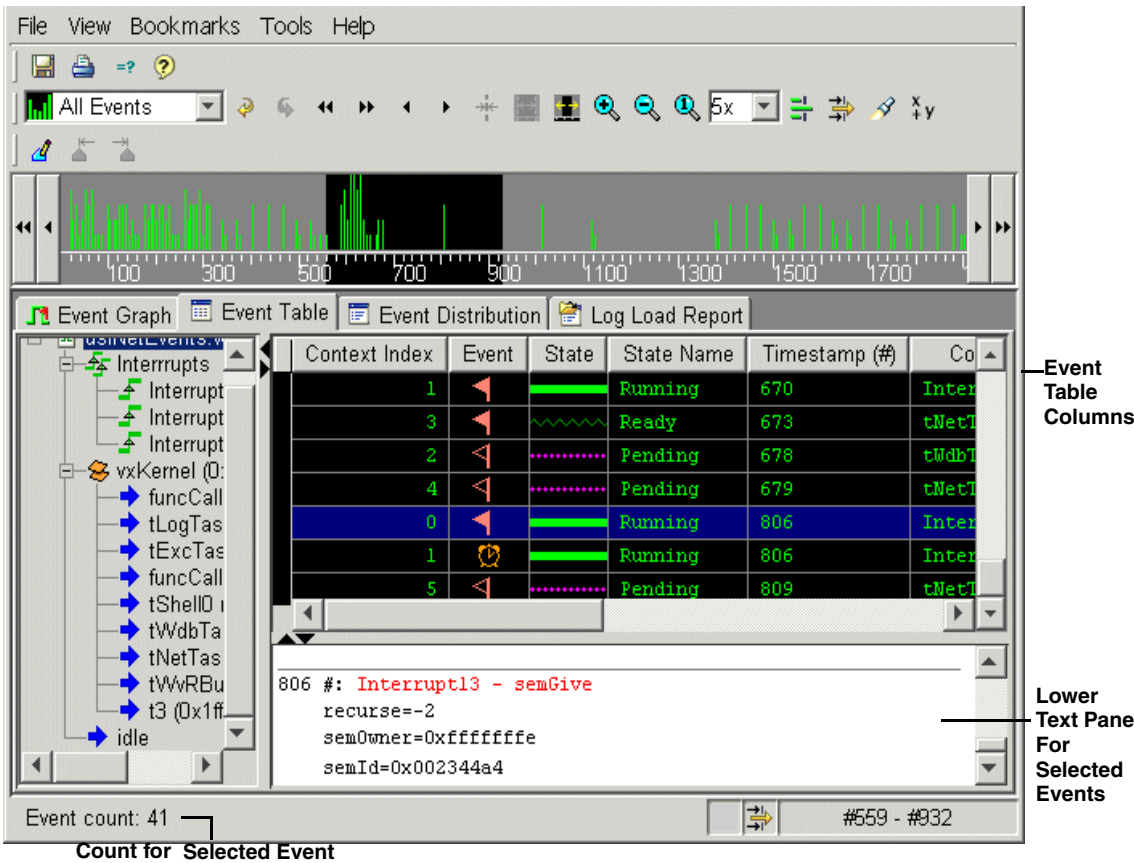 File View Bookmarks Tools Help
=?
All Events 5x x + y
100 300 500 700 900 1100 1300 1500 1700
Event Graph Event Table Event Distribution Log Load Report
Interrrupts
Interrupt
Interrupt
Interrupt
vxKernel (0:
funcCall
tLogTas
tExcTas
funcCall
tShell0
tWdbTa
tNetTas
tWvRBu
t3 (0x1ff
idle
Context Index Event State State Name Timestamp (#) Co
1 Running 670 Inter
3 Ready 673 tNetT
2 Pending 678 tWdbT
4 Pending 679 tNetT
0 Running 806 Inter
1 Running 806 Inter
5 Pending 809 tNetT
806 #: Interrupt13 - semGive
recurse=-2
semOwner=0xfffffffe
semId=0x002344a4
Event count: 41 #559 - #932
Event
Table
Columns
Lower
Text Pane
For
Selected
Events
Count for Selected Event